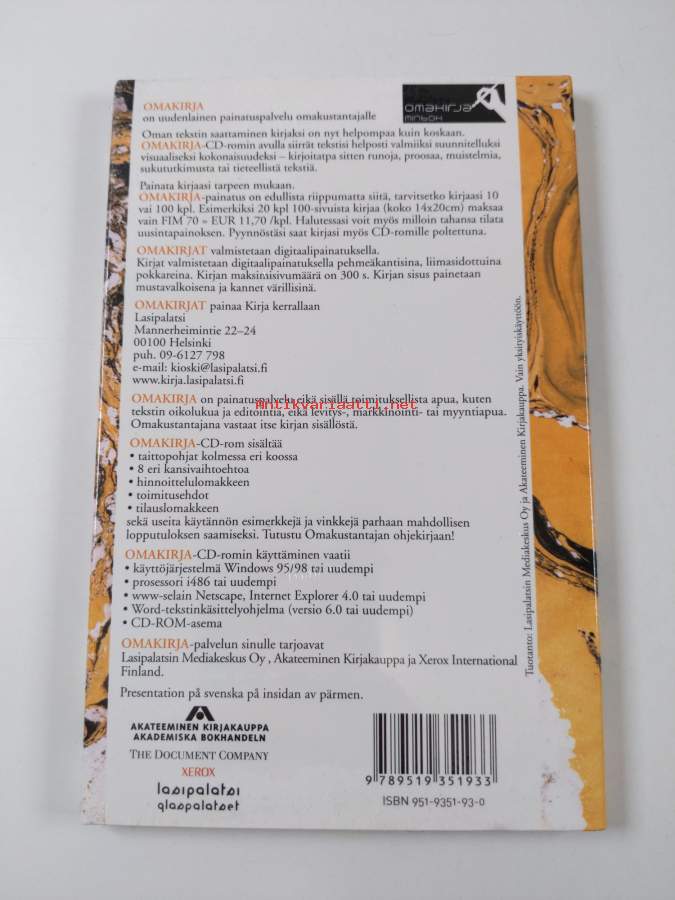 OMAKIRJA
on uudenlainen painatuspalvelu omakustantajalle
omakirja
minbok
Oman tekstin saattaminen kirjaksi on nyt helpompaa kuin koskaan.
OMAKIRJA-CD-romin avulla siirrät tekstisi helposti valmiiksi suunnitelluksi
visuaaliseksi kokonaisuudeksi – kirjoitatpa sitten runoja, proosaa, muistelmia,
sukututkimusta tai tieteellistä tekstiä.
Painata kirjaasi tarpeen mukaan.
OMAKIRJA-painatus on edullista riippumatta siitä, tarvitsetko kirjaasi 10
vai 100 kpl. Esimerkiksi 20 kpl 100-sivuista kirjaa (koko 14x20cm) maksaa
vain FIM 70 = EUR 11,70 /kpl. Halutessasi voit myös milloin tahansa tilata
uusintapainoksen. Pyynnöstäsi saat kirjasi myös CD-romille poltettuna.
OMAKIRJAT valmistetaan digitaalipainatuksella.
Kirjat valmistetaan digitaalipainatuksella pehmeäkantisina, liimasidottuina
pokkareina. Kirjan maksimisivumäärä on 300 s. Kirjan sisus painetaan
mustavalkoisena ja kannet värillisinä.
OMAKIRJAT painaa Kirja kerrallaan
Lasipalatsi
Mannerheimintie 22–24
00100 Helsinki
puh. 09-6127 798
e-mail: kioski@lasipalatsi.fi
www.kirja.lasipalatsi.fi
Antikvariaatti.net
OMAKIRJA on painatuspalvelu eikä sisällä toimituksellista apua, kuten
tekstin oikolukua ja editointia, eikä levitys-, markkinointi- tai myyntiapua.
Omakustantajana vastaat itse kirjan sisällöstä.
OMAKIRJA-CD-rom sisältää
• taittopohjat kolmessa eri koossa
• 8 eri kansivaihtoehtoa
• hinnoittelulomakkeen
• toimitusehdot
• tilauslomakkeen
sekä useita käytännön esimerkkejä ja vinkkejä parhaan mahdollisen
lopputuloksen saamiseksi. Tutustu Omakustantajan ohjekirjaan!
OMAKIRJA-CD-romin käyttäminen vaatii
• käyttöjärjestelmä Windows 95/98 tai uudempi
• prosessori i486 tai uudempi
• www-selain Netscape, Internet Explorer 4.0 tai uudempi
• Word-tekstinkäsittelyohjelma (versio 6.0 tai uudempi)
• CD-ROM-asema
OMAKIRJA-palvelun sinulle tarjoavat
Lasipalatsin Mediakeskus Oy , Akateeminen Kirjakauppa ja Xerox International
Finland.
Presentation på svenska på insidan av pärmen.
Tuotanto: Lasipalatsin Mediakeskus Oy ja Akateeminen Kirjakauppa. Vain yksityiskäyttöön.
AKATEEMINEN KIRJAKAUPPA
AKADEMISKA BOKHANDELN
THE DOCUMENT COMPANY
XEROX
lasipalatsi
glaspalatset
9 789519 351933
ISBN 951-9351-93-0